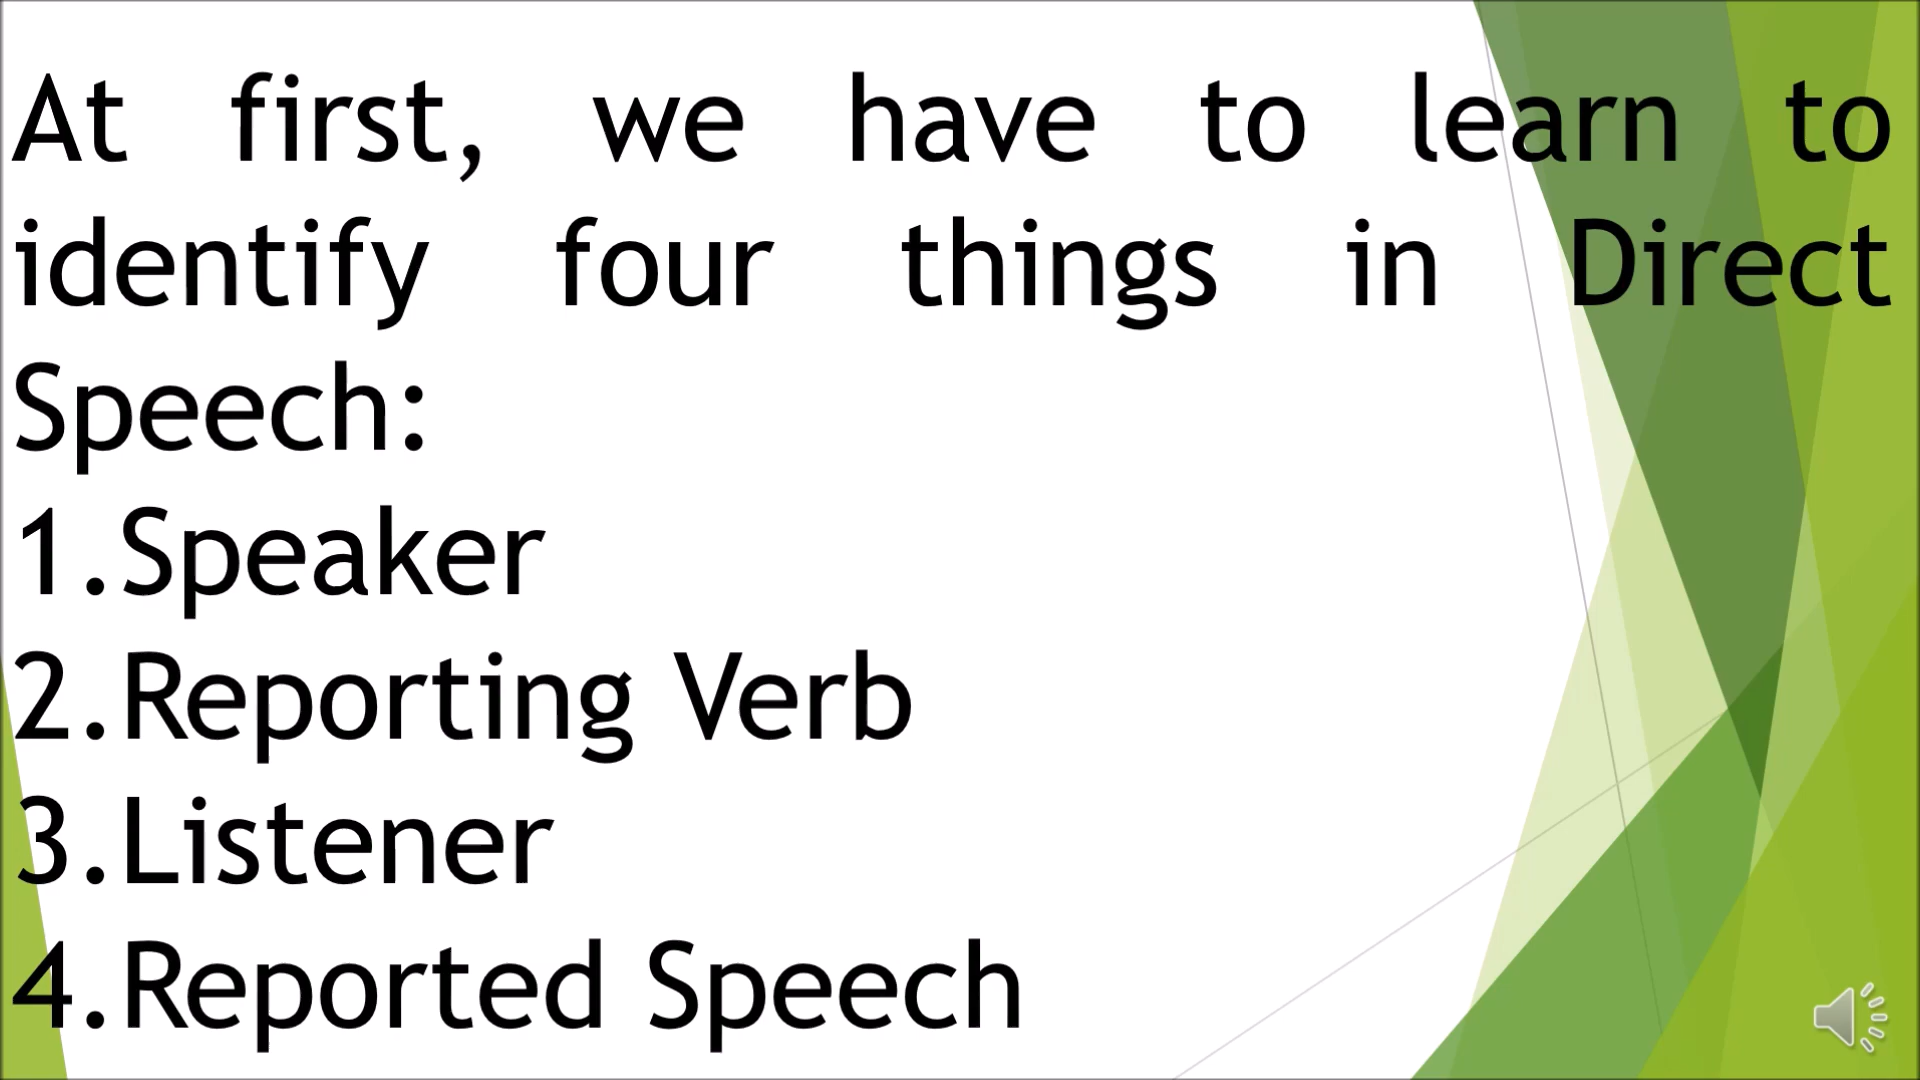 At first, we have to learn to
identify four things in Direct
Speech:
1.Speaker
2.Reporting Verb
3.Listener
4.Reported Speech